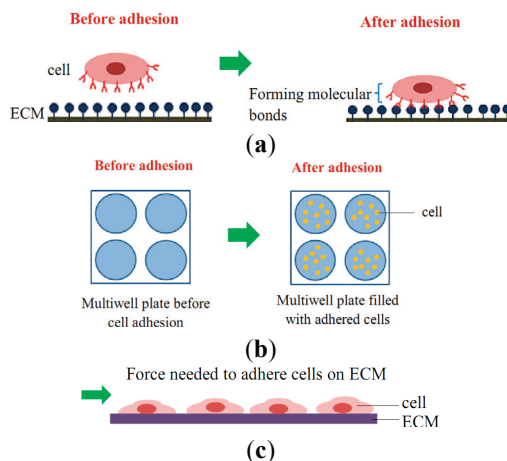 Before adhesion
After adhesion
cell
Forming molecular
bonds
ECM
(a)
Before adhesion
After adhesion
cell
Multiwell plate before
cell adhesion
Multiwell plate filled
with adhered cells
(b)
Force needed to adhere cells on ECM
cell
ECM
(c)